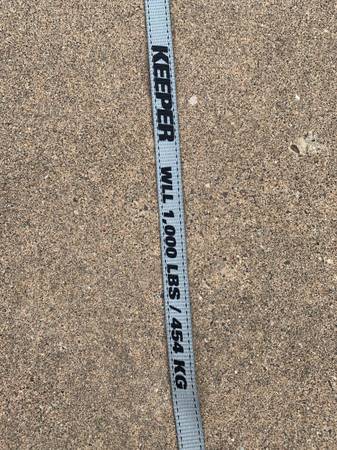 KEEPER WLL 1,000 LBS / 454 KG